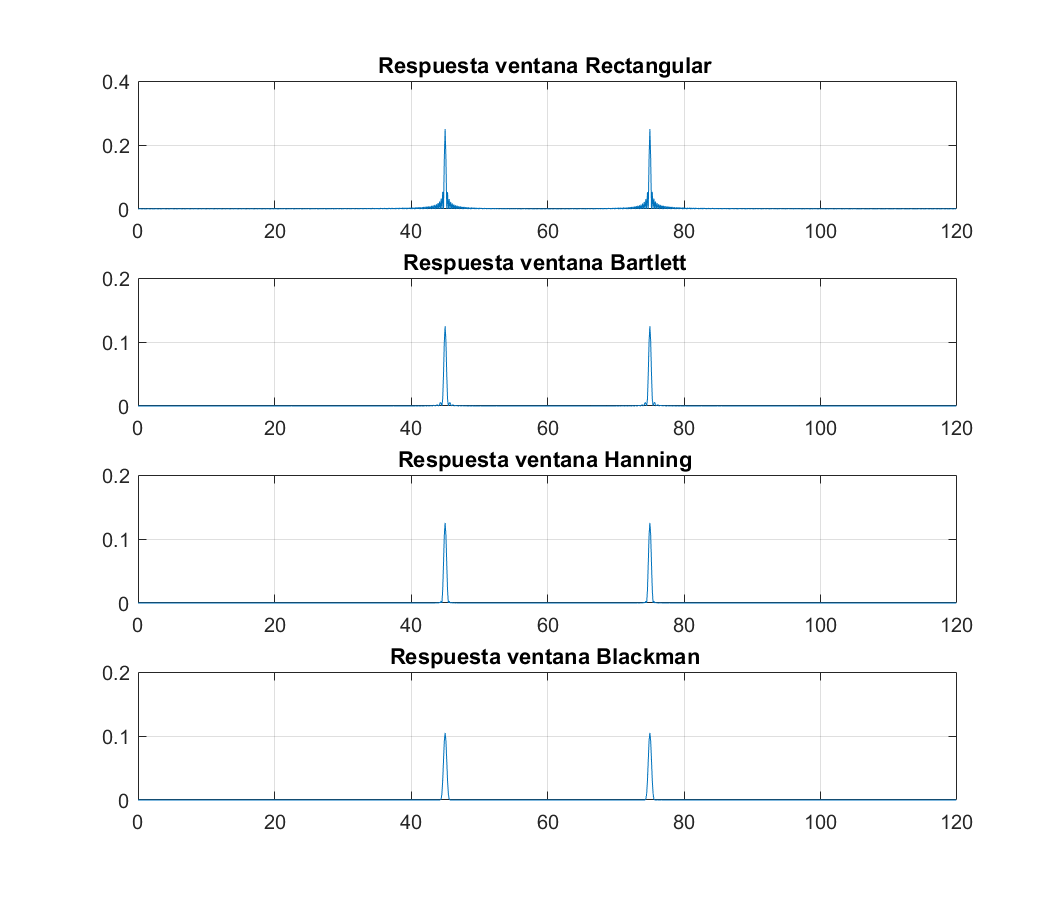 Respuesta ventana Rectangular
0.4
0.2
0
0 20 40 60 80 100 120
Respuesta ventana Bartlett
0.2
0.1
0
0 20 40 60 80 100 120
Respuesta ventana Hanning
0.2
0.1
0
0 20 40 60 80 100 120
Respuesta ventana Blackman
0.2
0.1
0
0 20 40 60 80 100 120